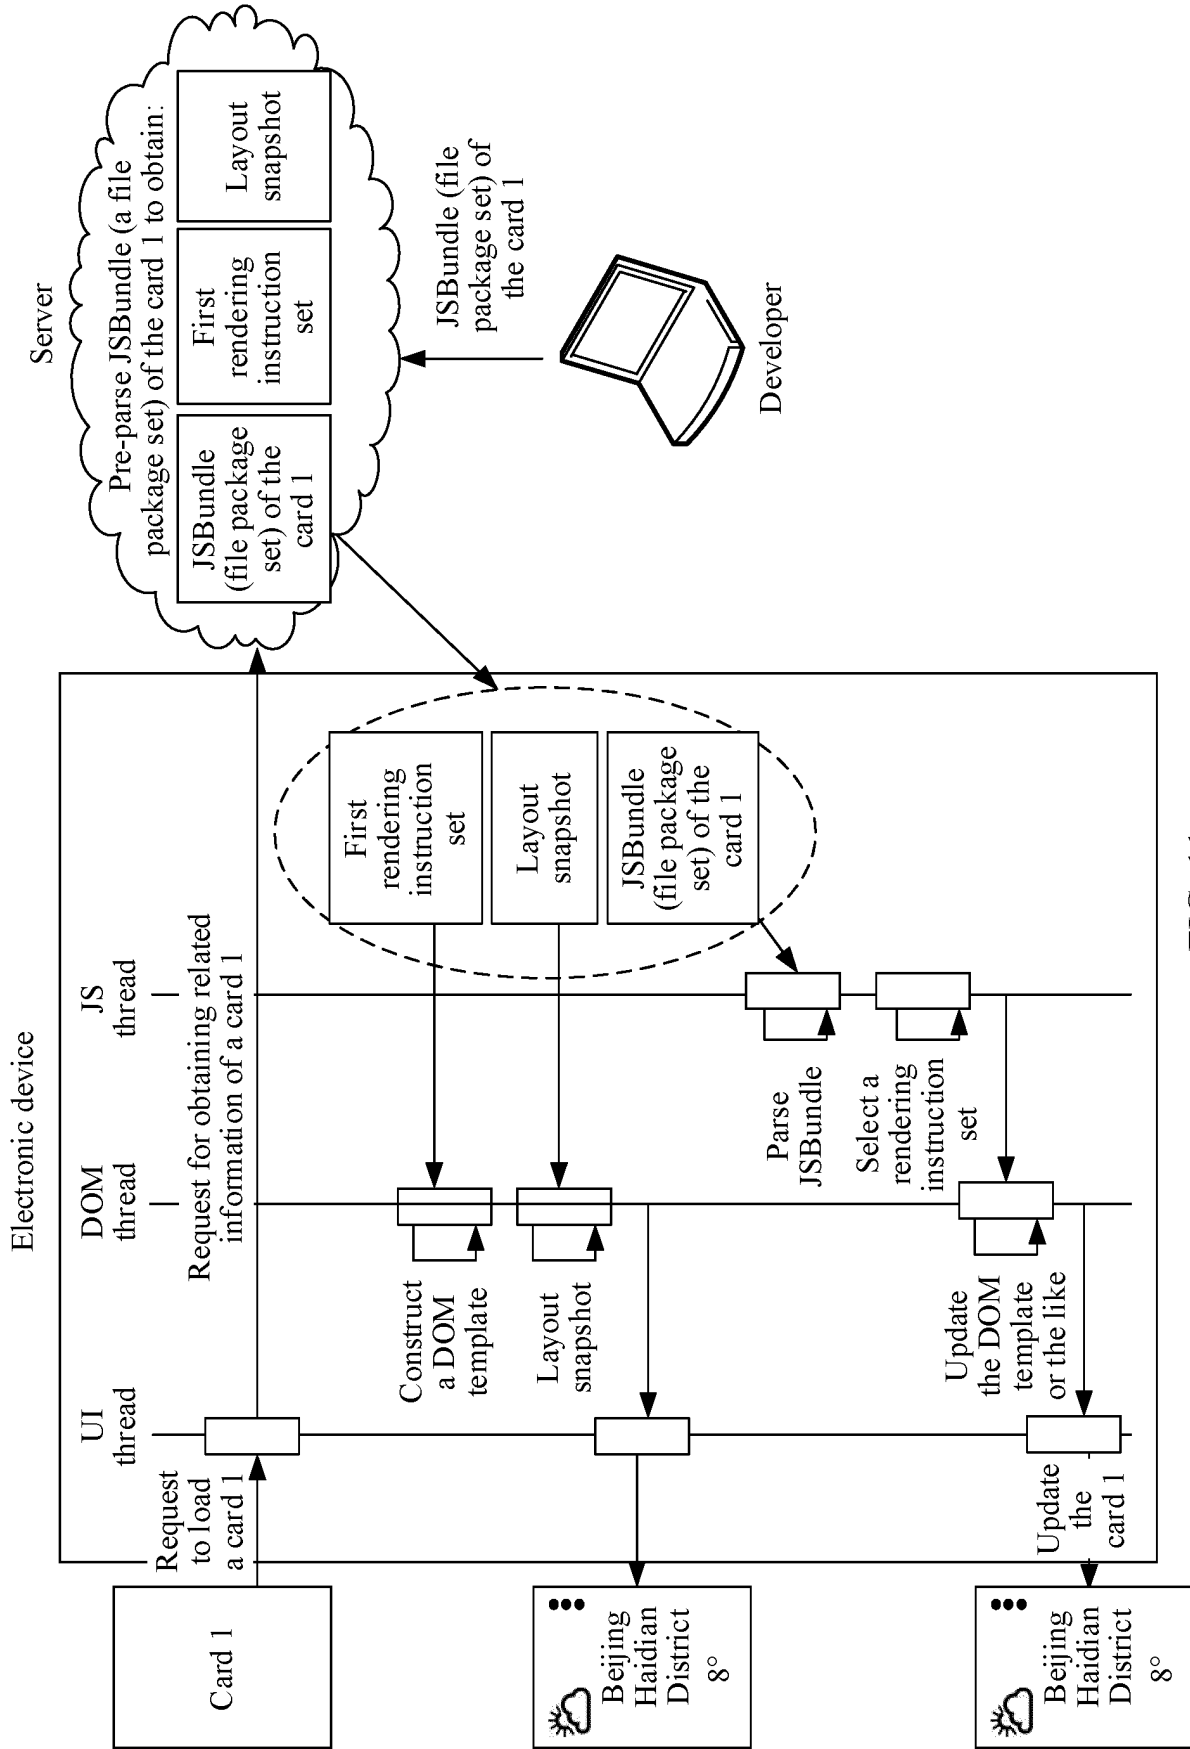 Electronic device
Server
UI
thread
DOM
thread
JS
thread
Card 1
Request
to load
a card 1
Request for obtaining related
information of a card 1
Pre-parse JSBundle (a file
package set) of the card 1 to obtain:
JSBundle
(file package
set) of the
card 1
First
rendering
instruction
set
Layout
snapshot
JSBundle (file
package set) of
the card 1
Developer
First
rendering
instruction
set
Layout
snapshot
JSBundle
(file package
set) of the
card 1
Construct
a DOM
template
Layout
snapshot
Parse
JSBundle
Select a
rendering
instruction
set
Beijing
Haidian
District
8°
Update
the DOM
template
or the like
Update
the
card 1
Beijing
Haidian
District
8°